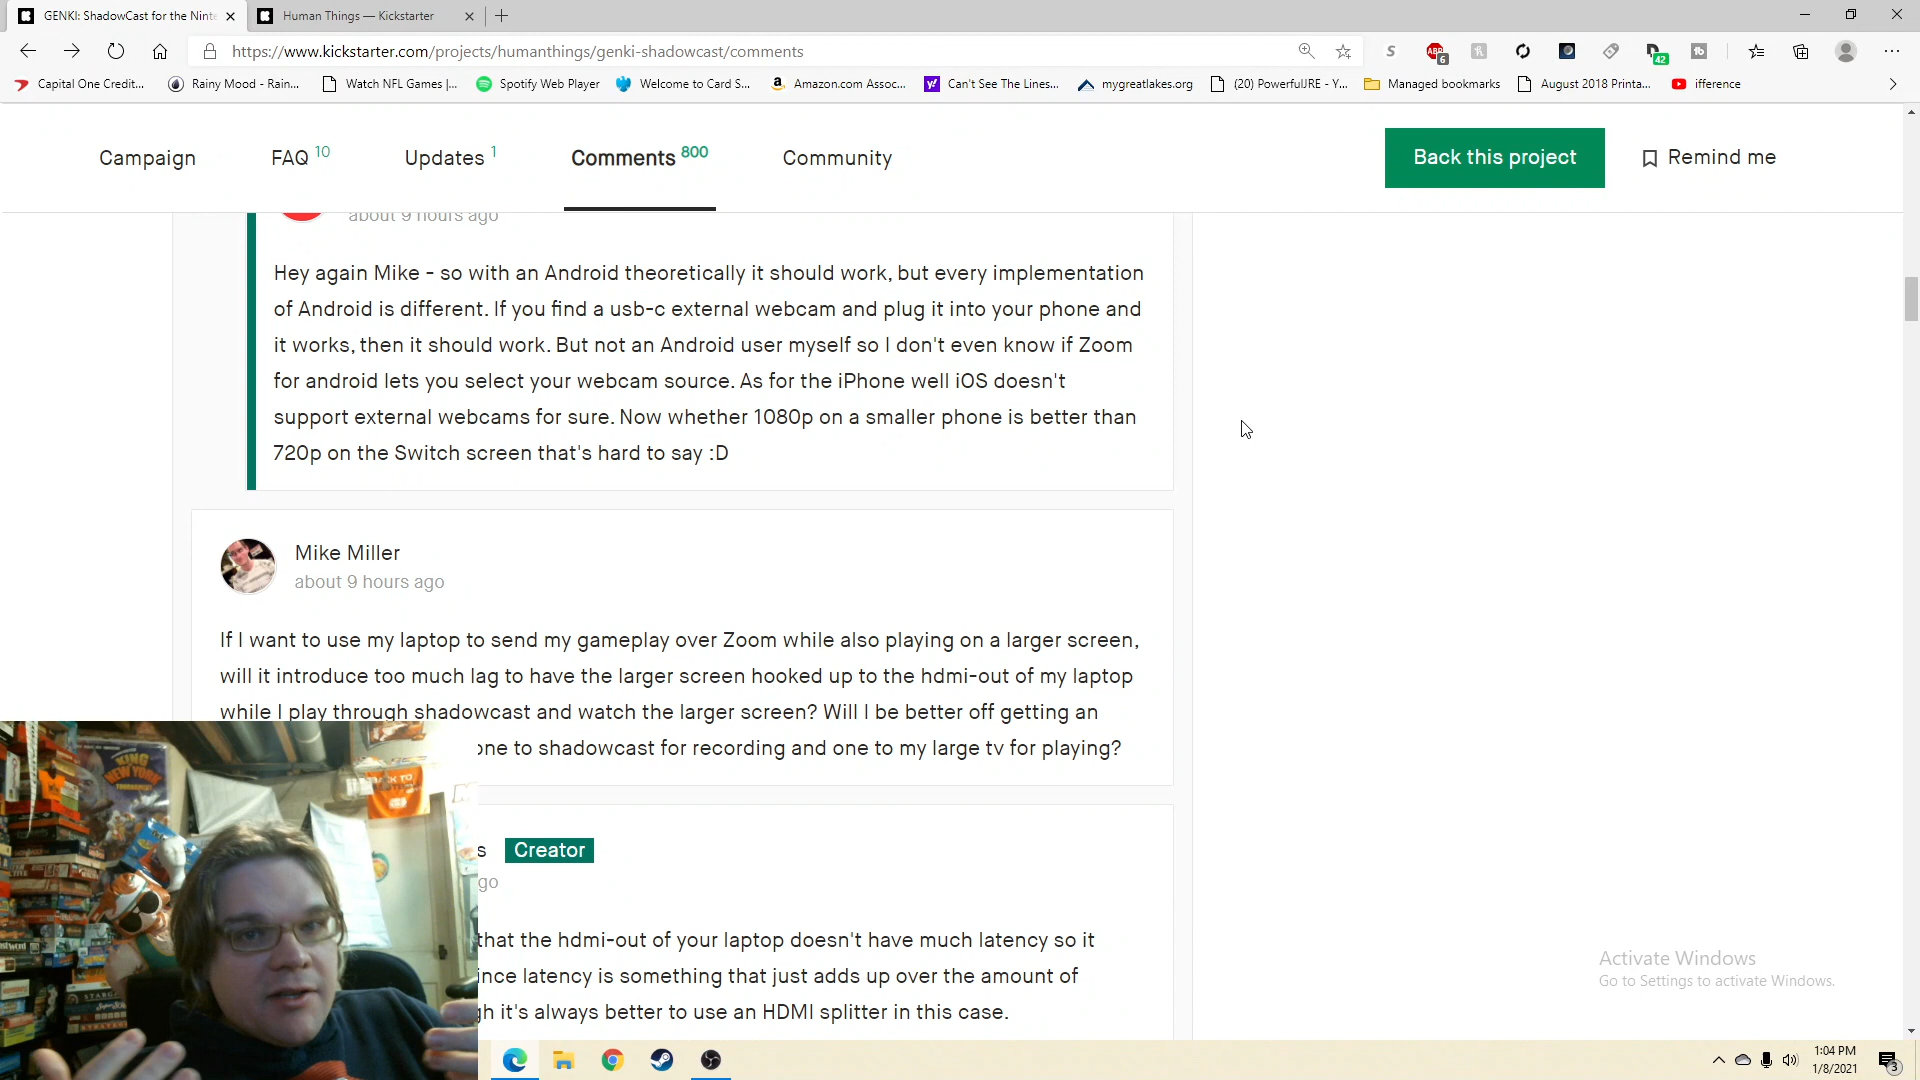 GENKI: ShadowCast for the Ninte
Human Things — Kickstarter
https://www.kickstarter.com/projects/humanthings/genki-shadowcast/comments
Capital One Credit...
Rainy Mood - Rain...
Watch NFL Games |...
Spotify Web Player
Welcome to Card S...
Amazon.com Assoc...
Can't See The Lines...
mygreatlakes.org
(20) PowerfulJRE - Y...
Managed bookmarks
August 2018 Printa...
ifference
Campaign
FAQ 10
Updates 1
Comments 800
Community
Back this project
Remind me
about 9 hours ago
Hey again Mike - so with an Android theoretically it should work, but every implementation
of Android is different. If you find a usb-c external webcam and plug it into your phone and
it works, then it should work. But not an Android user myself so I don't even know if Zoom
for android lets you select your webcam source. As for the iPhone well iOS doesn't
support external webcams for sure. Now whether 1080p on a smaller phone is better than
720p on the Switch screen that's hard to say :D
Mike Miller
about 9 hours ago
If I want to use my laptop to send my gameplay over Zoom while also playing on a larger screen,
will it introduce too much lag to have the larger screen hooked up to the hdmi-out of my laptop
while I play through shadowcast and watch the larger screen? Will I be better off getting an
one to shadowcast for recording and one to my large tv for playing?
s Creator
go
that the hdmi-out of your laptop doesn't have much latency so it
ince latency is something that just adds up over the amount of
gh it's always better to use an HDMI splitter in this case.
KING
NEW YORK
BACK TO
Activate Windows
Go to Settings to activate Windows.
1:04 PM
1/8/2021
3
ABP
6
42
tb